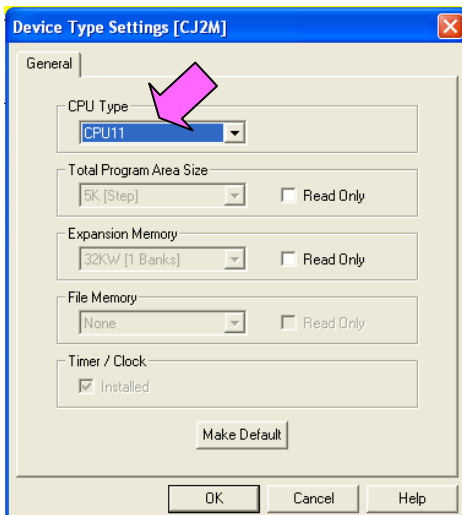 Device Type Settings [CJ2M]
General
CPU Type
CPU11
Total Program Area Size
5K [Step]
Read Only
Expansion Memory
32KW [1 Banks]
Read Only
File Memory
None
Read Only
Timer / Clock
Installed
Make Default
OK Cancel Help